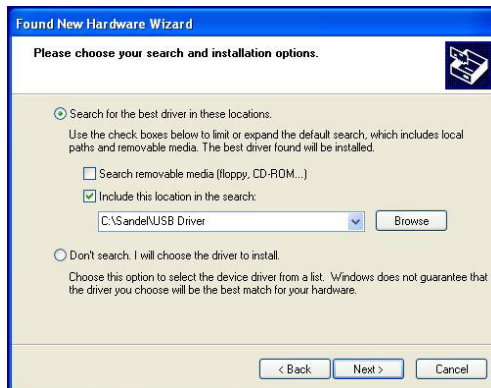 Found New Hardware Wizard
Please choose your search and installation options.
Search for the best driver in these locations.
Use the check boxes below to limit or expand the default search, which includes local
paths and removable media. The best driver found will be installed.
Search removable media (floppy, CD-ROM...)
Include this location in the search:
C:\Sandel\USB Driver
Browse
Don't search. I will choose the driver to install.
Choose this option to select the device driver from a list. Windows does not guarantee that
the driver you choose will be the best match for your hardware.
< Back Next > Cancel